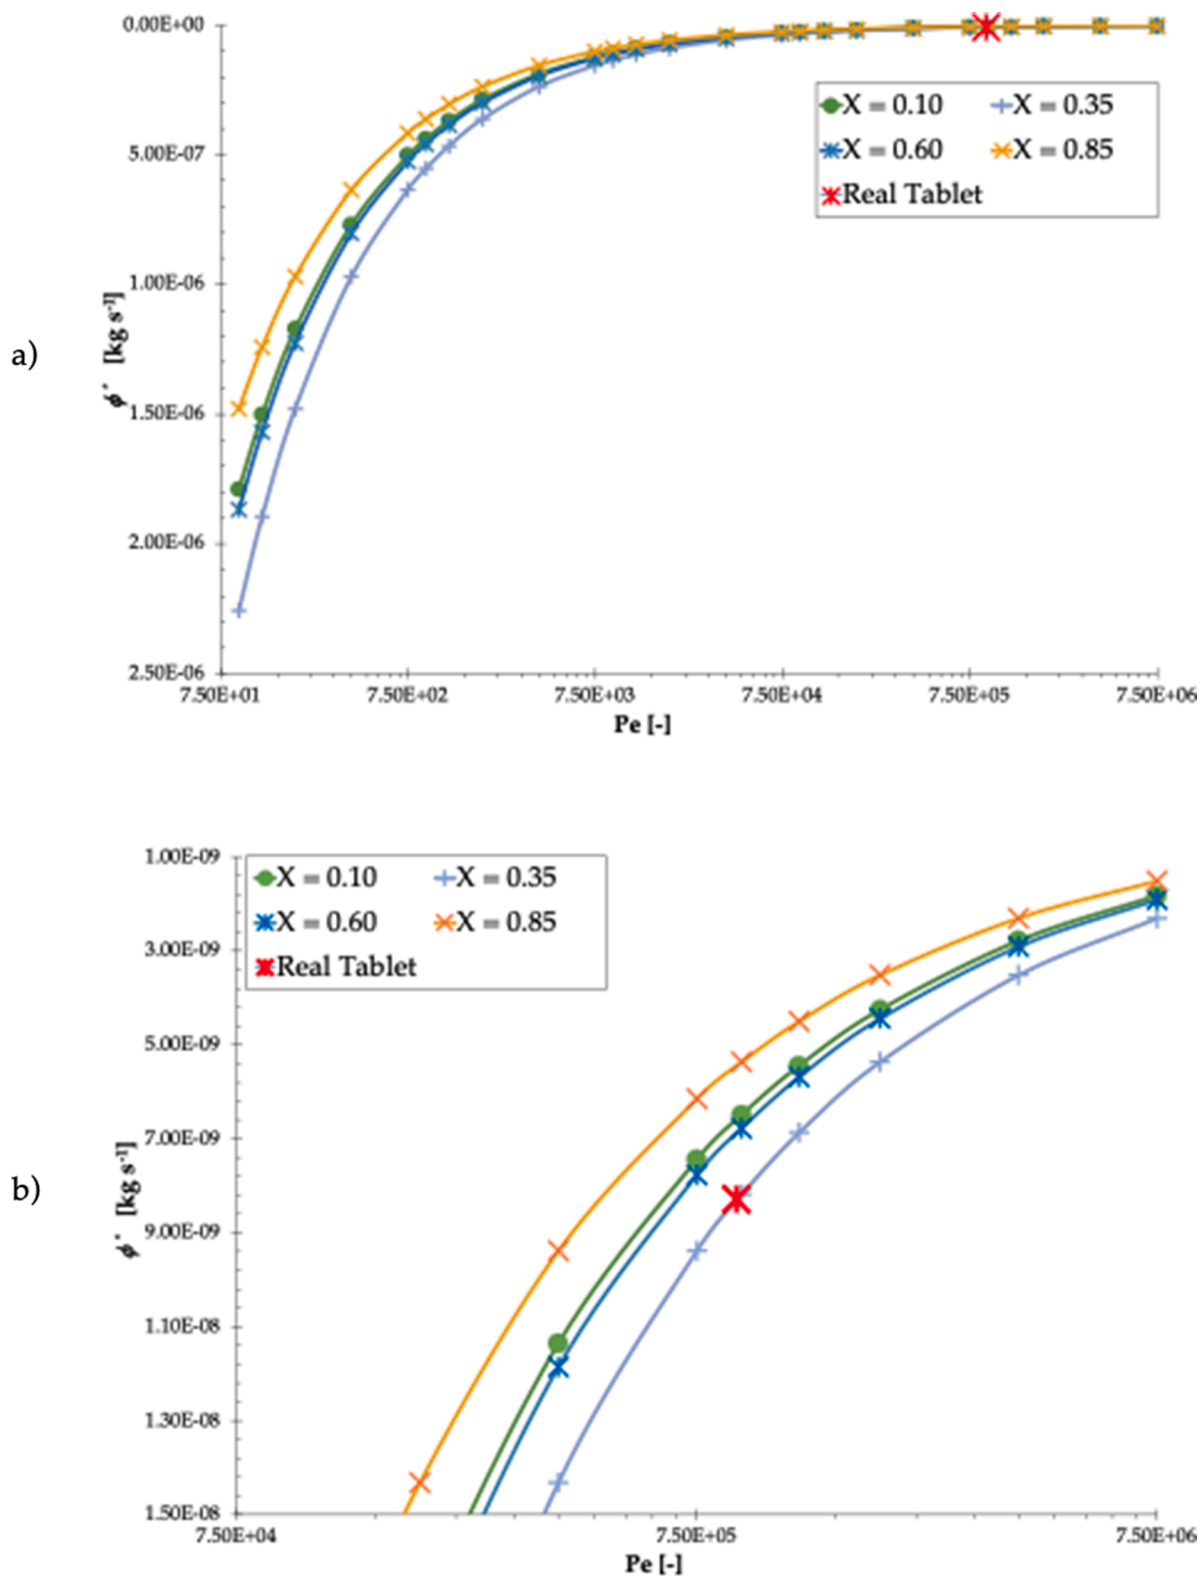 a)
0.00E+00
5.00E-07
1.00E-06
1.50E-06
2.00E-06
2.50E-06
ϕ* [kg s-1]
X = 0.10 X = 0.35
X = 0.60 X = 0.85
Real Tablet
7.50E+01 7.50E+02 7.50E+03 7.50E+04 7.50E+05 7.50E+06
Pe [-]
b)
1.00E-09
3.00E-09
5.00E-09
7.00E-09
9.00E-09
1.10E-08
1.30E-08
1.50E-08
ϕ* [kg s-1]
X = 0.10 X = 0.35
X = 0.60 X = 0.85
Real Tablet
7.50E+04 7.50E+05 7.50E+06
Pe [-]